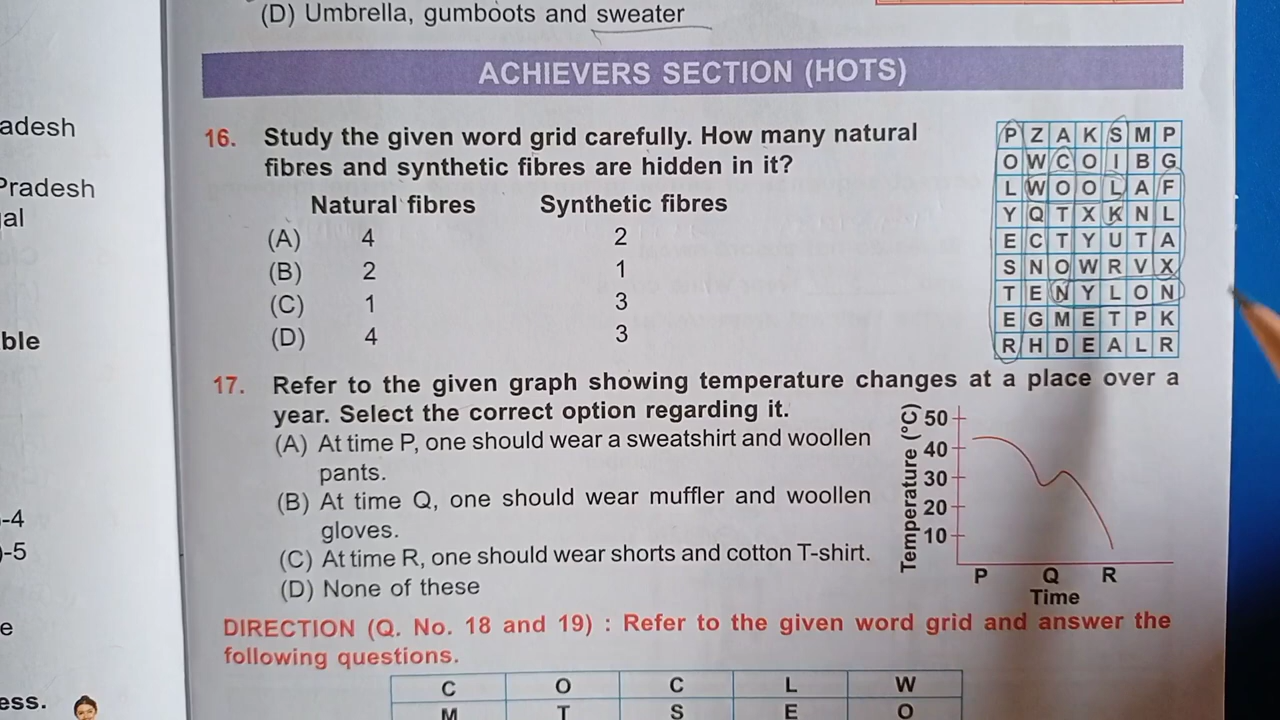 (D) Umbrella, gumboots and sweater
ACHIEVERS SECTION (HOTS)
adesh
Pradesh
gal
ble
-4
)-5
e
ess.
16. Study the given word grid carefully. How many natural
fibres and synthetic fibres are hidden in it?
Natural fibres Synthetic fibres
(A) 4 2
(B) 2 1
(C) 1 3
(D) 4 3
P Z A K S M P
O W C O I B G
L W O O L A F
Y Q T X K N L
E C T Y U T A
S N O W R V X
T E N Y L O N
E G M E T P K
R H D E A L R
17. Refer to the given graph showing temperature changes at a place over a
year. Select the correct option regarding it.
(A) At time P, one should wear a sweatshirt and woollen
pants.
(B) At time Q, one should wear muffler and woollen
gloves.
(C) At time R, one should wear shorts and cotton T-shirt.
(D) None of these
Temperature (°C)
50
40
30
20
10
P Q R
Time
DIRECTION (Q. No. 18 and 19) : Refer to the given word grid and answer the
following questions.
C O C L W
M T S E O